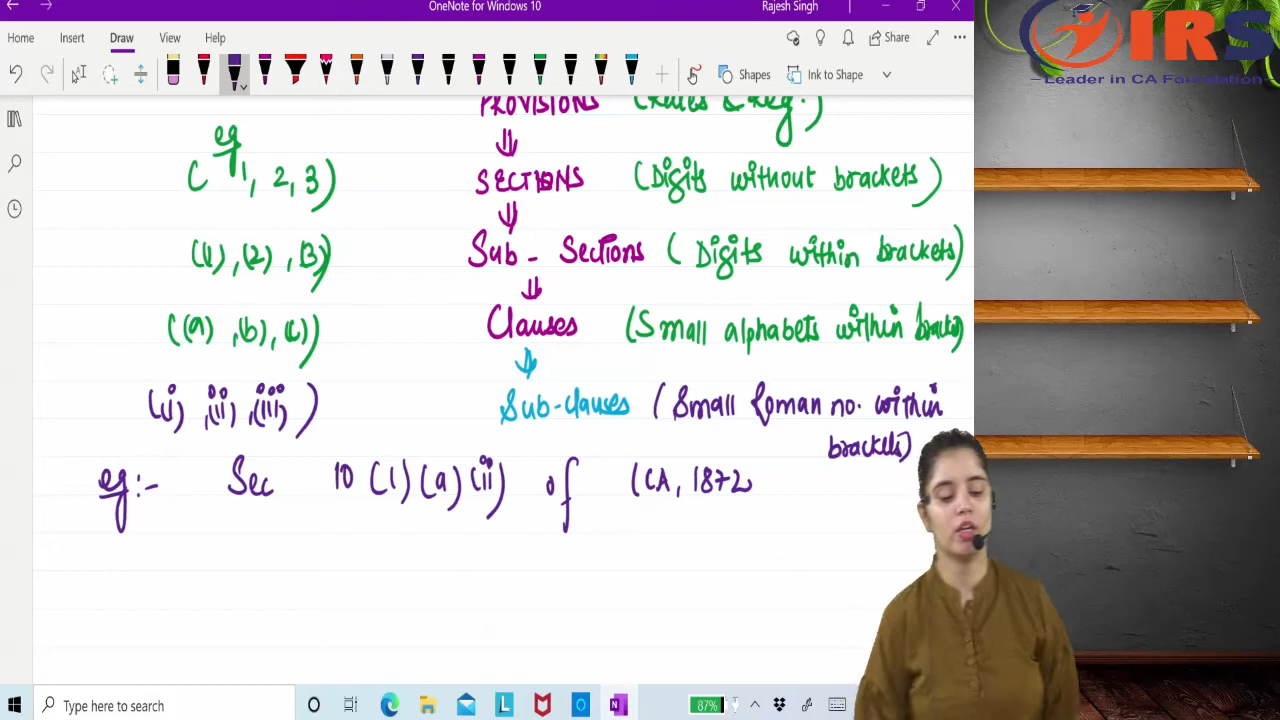 OneNote for Windows 10
Rajesh Singh
Home Insert Draw View Help
Share
Shapes
Ink to Shape
IRS
Leader in CA Foundation
PROVISIONS (Rules & Reg.)
eg
(1, 2, 3) SECTIONS (Digits without brackets)
(1), (2), (3) Sub - Sections (Digits within brackets)
((a), (b), (c)) Clauses (Small alphabets within brackets)
(i), (ii), (iii) ) Sub-clauses (Small Roman no. within
brackets)
eg:- Sec 10 (1) (a) (ii) of (CA, 1872
Type here to search
87%